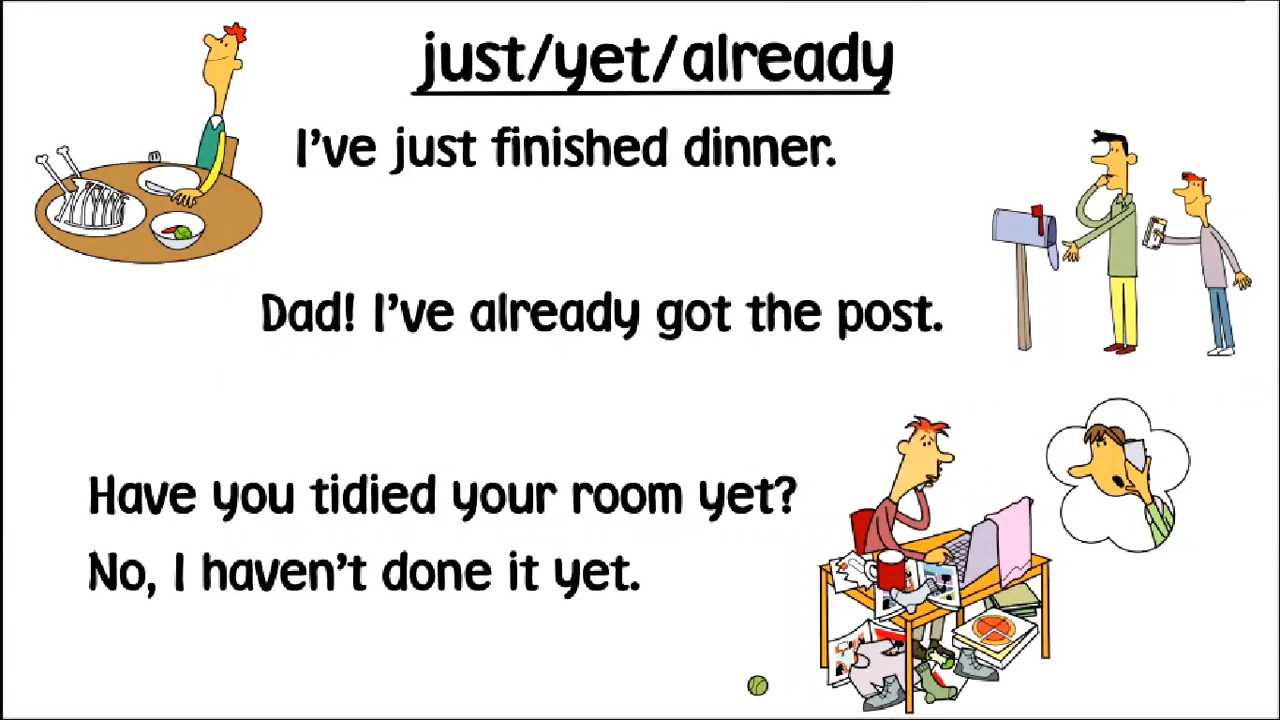 just/yet/already
I've just finished dinner.
Dad! I've already got the post.
Have you tidied your room yet?
No, I haven't done it yet.